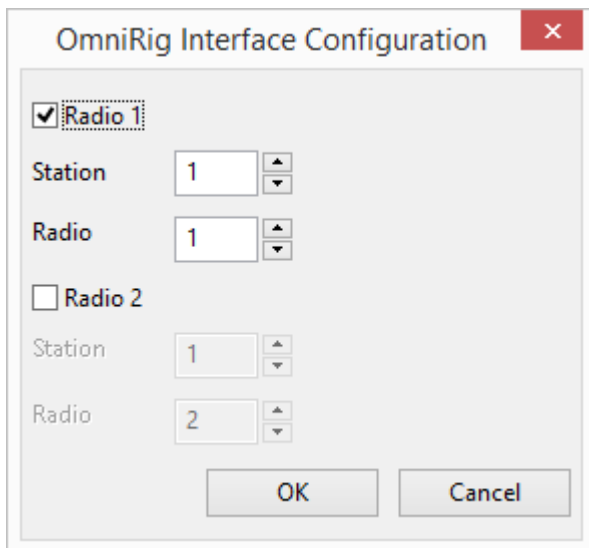 OmniRig Interface Configuration
Radio 1
Station 1
Radio 1
Radio 2
Station 1
Radio 2
OK Cancel